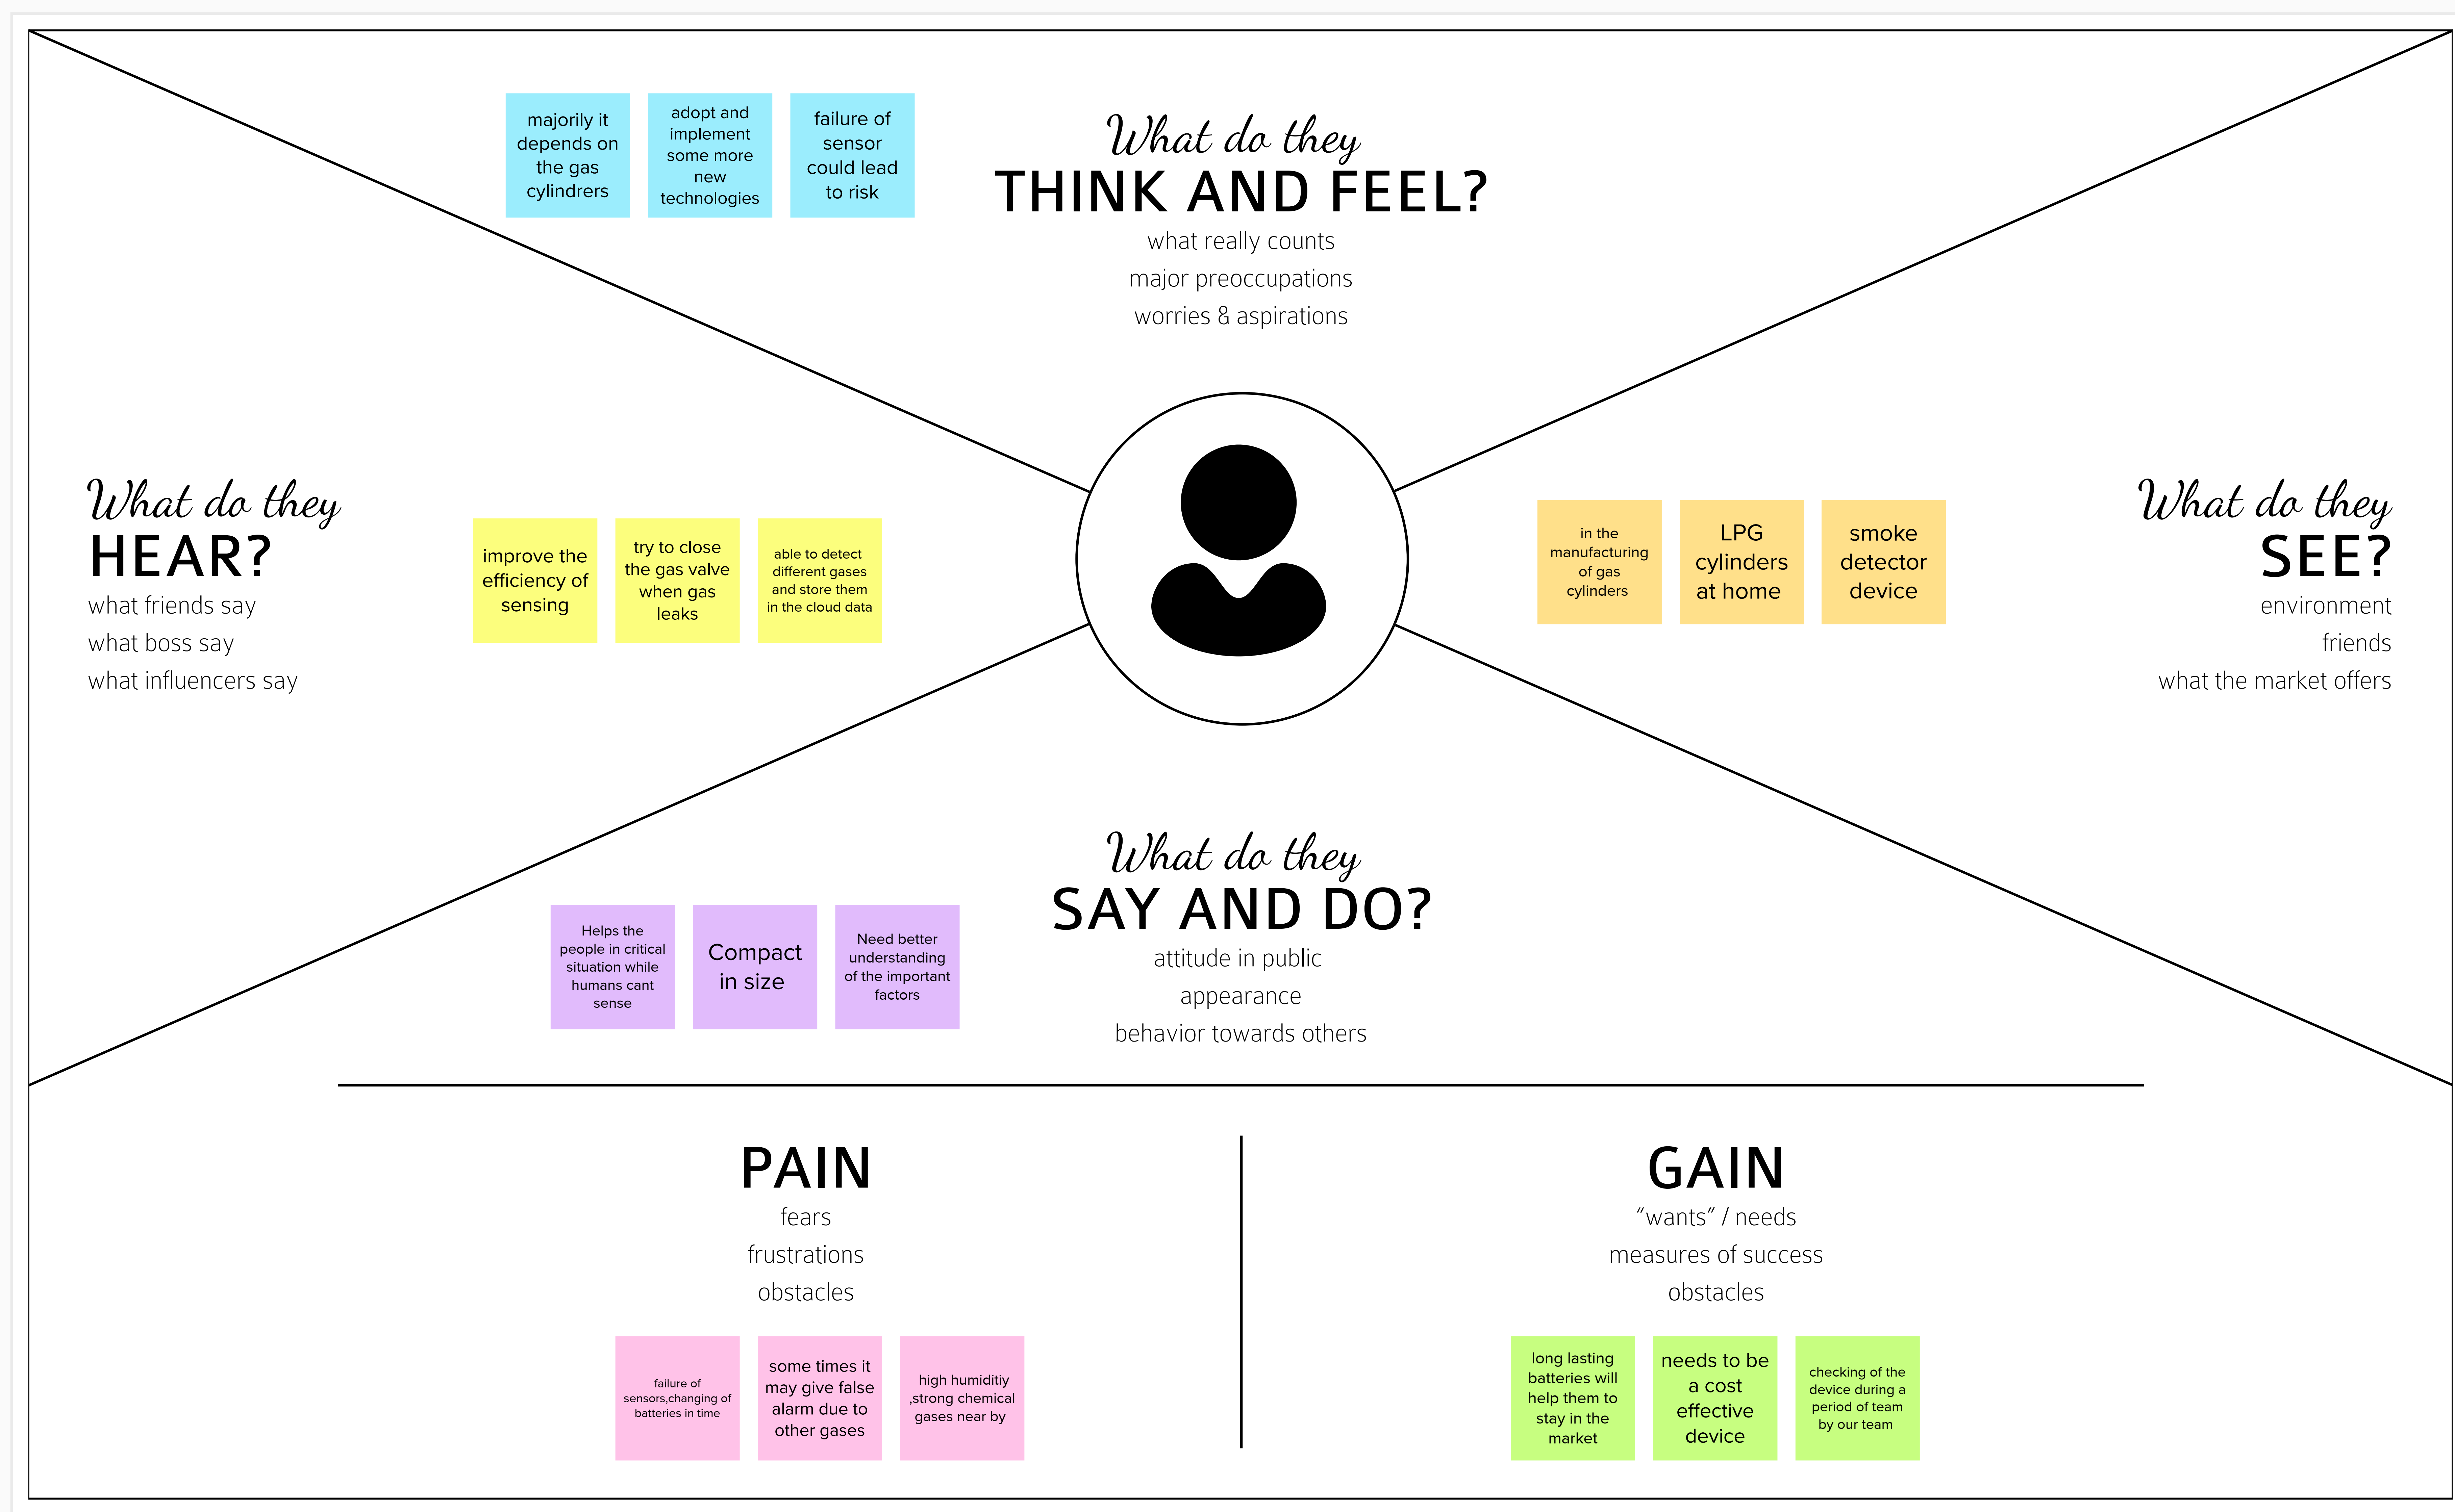 majorily it
depends on
the gas
cylindrers
adopt and
implement
some more
new
technologies
failure of
sensor
could lead
to risk
What do they
THINK AND FEEL?
what really counts
major preoccupations
worries & aspirations
What do they
HEAR?
what friends say
what boss say
what influencers say
improve the
efficiency of
sensing
try to close
the gas valve
when gas
leaks
able to detect
different gases
and store them
in the cloud data
in the
manufacturing
of gas
cylinders
LPG
cylinders
at home
smoke
detector
device
What do they
SEE?
environment
friends
what the market offers
Helps the
people in critical
situation while
humans cant
sense
Compact
in size
Need better
understanding
of the important
factors
What do they
SAY AND DO?
attitude in public
appearance
behavior towards others
PAIN
fears
frustrations
obstacles
failure of
sensors,changing of
batteries in time
some times it
may give false
alarm due to
other gases
high humiditiy
,strong chemical
gases near by
GAIN
“wants” / needs
measures of success
obstacles
long lasting
batteries will
help them to
stay in the
market
needs to be
a cost
effective
device
checking of the
device during a
period of team
by our team